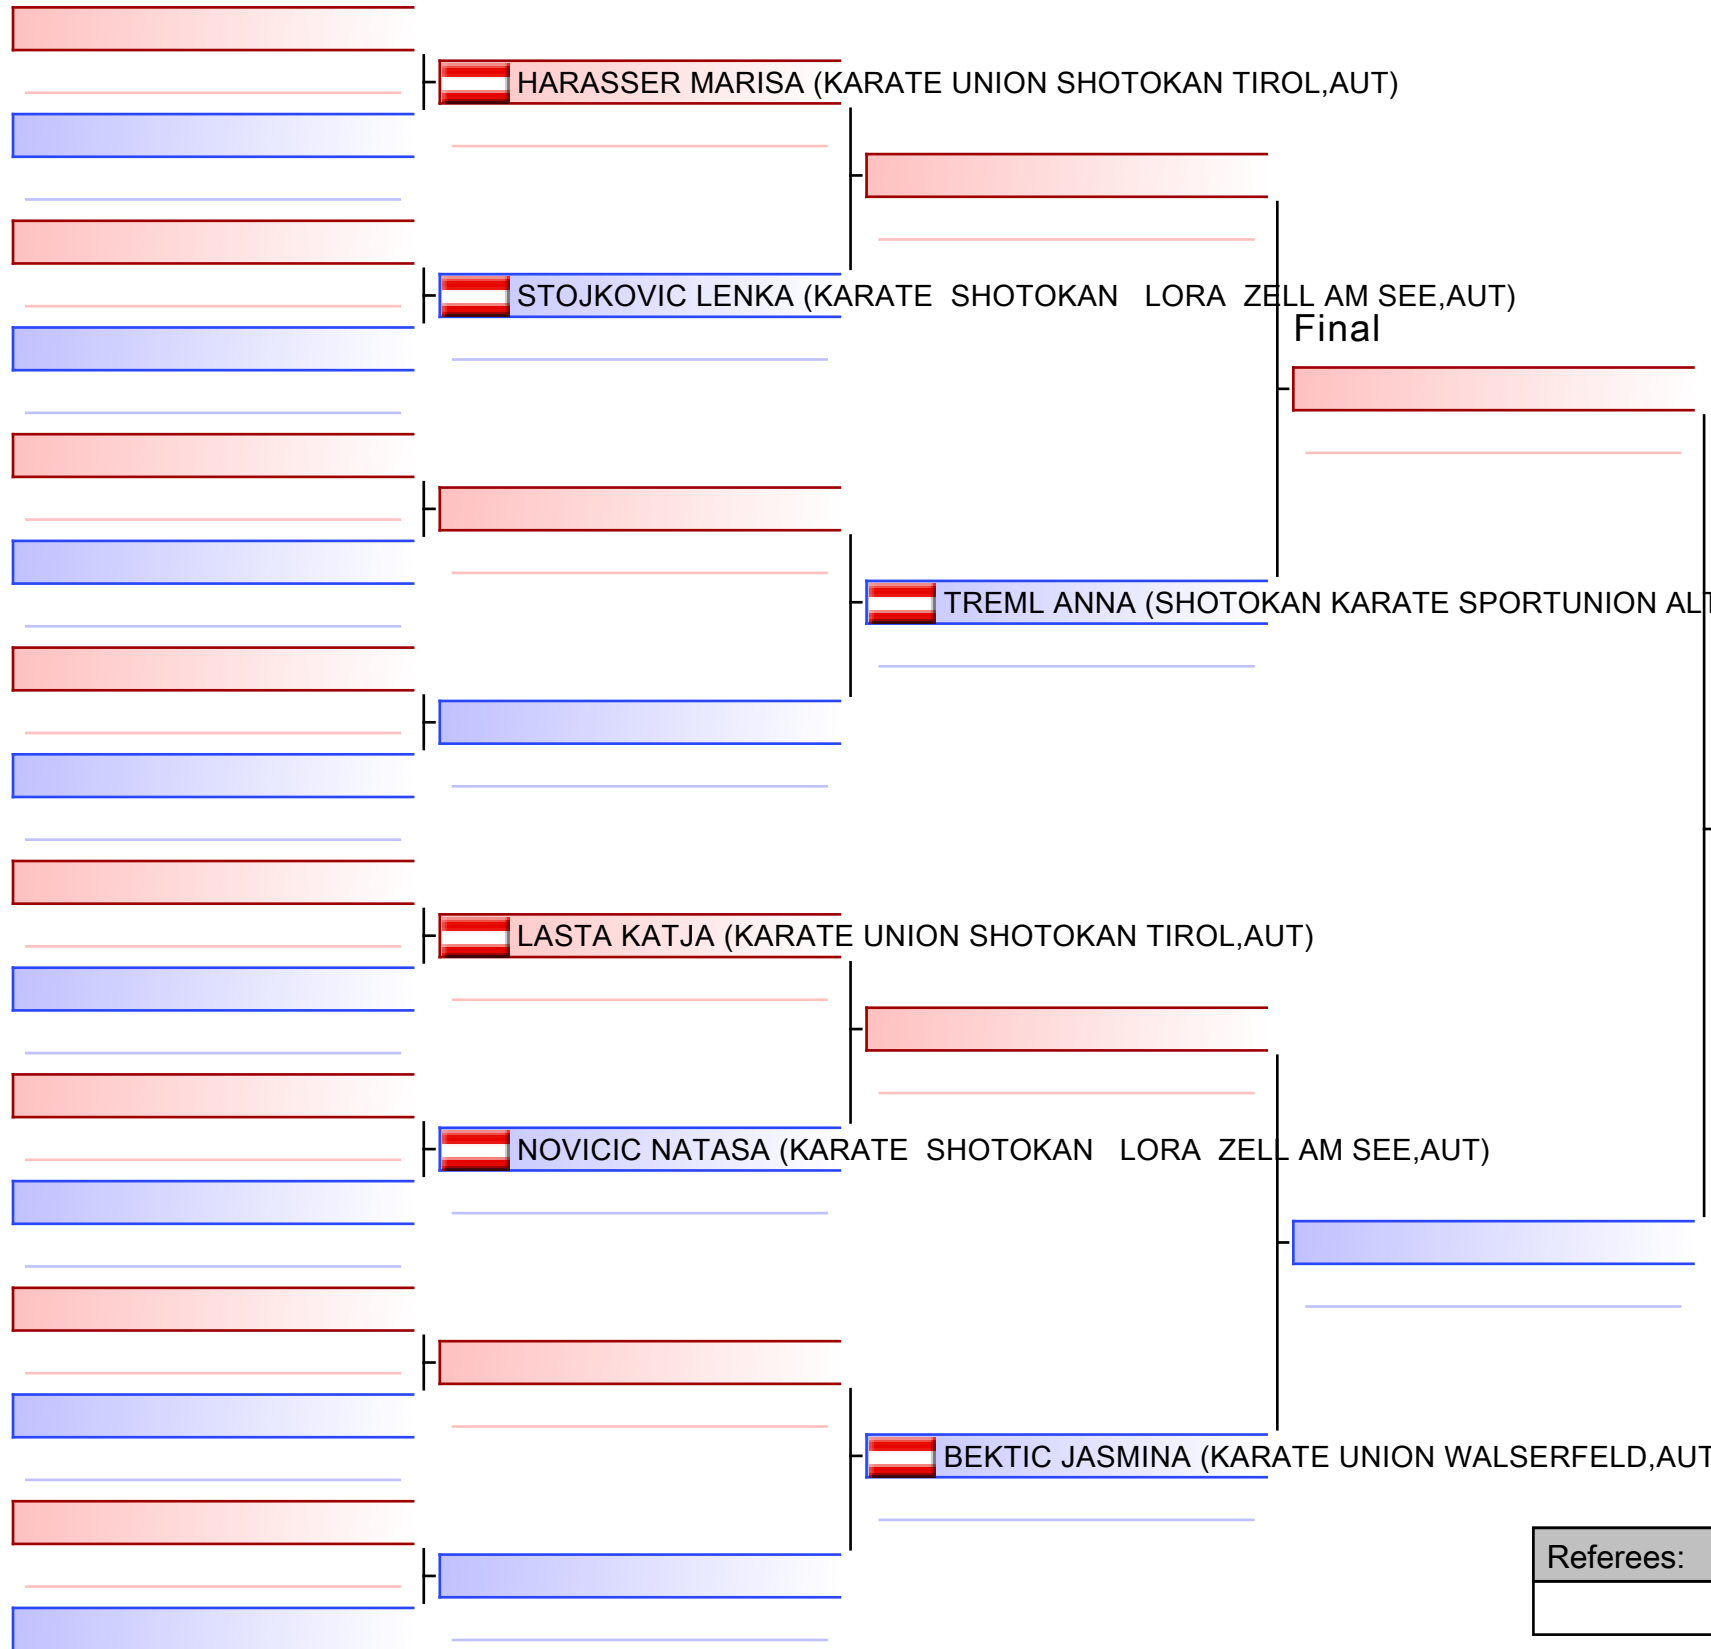 HARASSER MARISA (KARATE UNION SHOTOKAN TIROL,AUT)
STOJKOVIC LENKA (KARATE  SHOTOKAN   LORA  ZELL AM SEE,AUT)
Final
TREML ANNA (SHOTOKAN KARATE SPORTUNION ALT
LASTA KATJA (KARATE UNION SHOTOKAN TIROL,AUT)
NOVICIC NATASA (KARATE  SHOTOKAN   LORA  ZELL AM SEE,AUT)
BEKTIC JASMINA (KARATE UNION WALSERFELD,AUT
Referees: